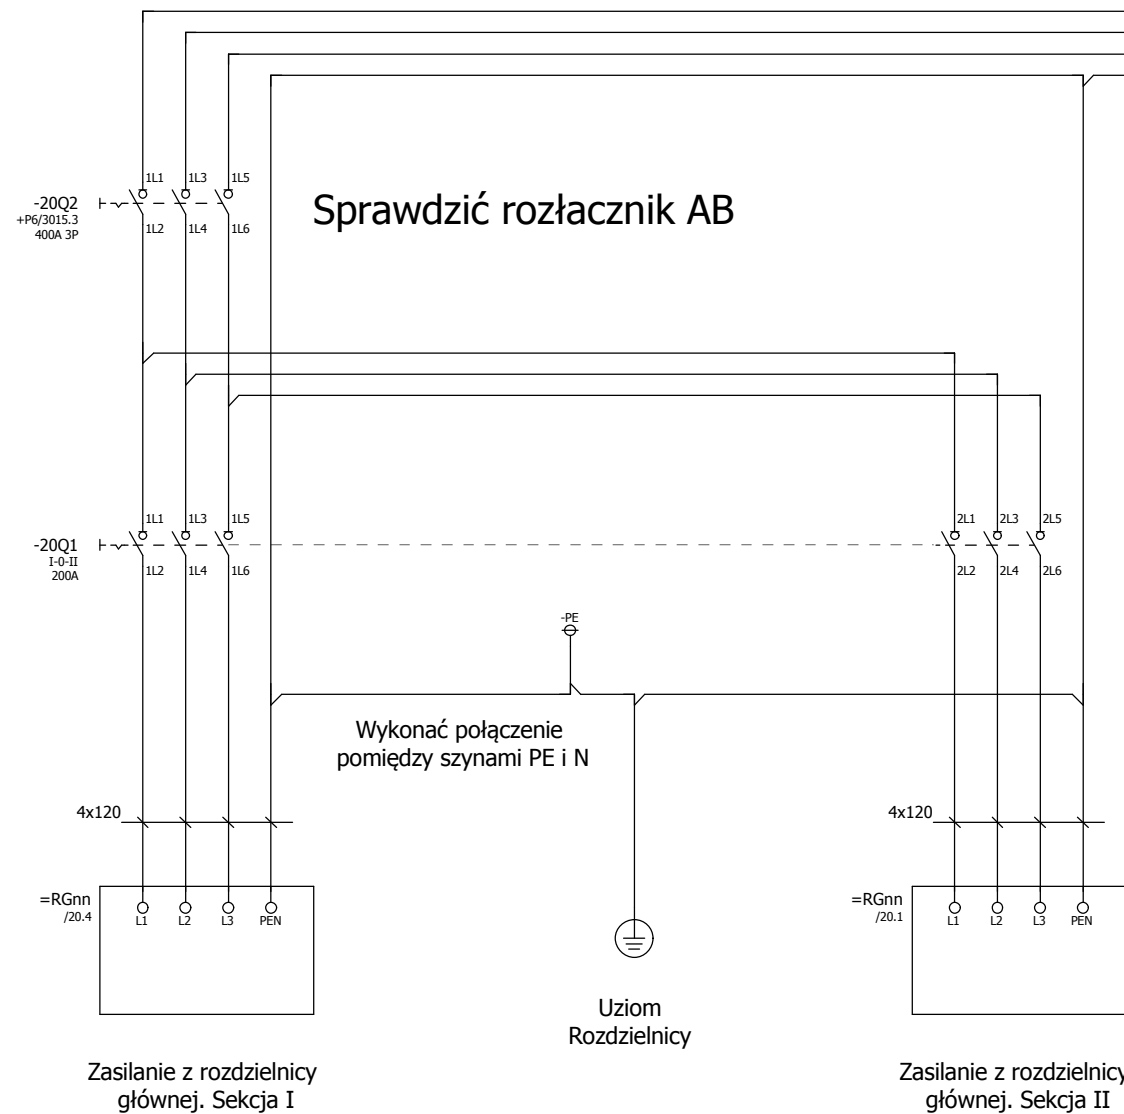 1L1 1L3 1L5
-20Q2
+P6/3015.3
400A 3P
1L2 1L4 1L6
Sprawdzić rozłacznik AB
1L1 1L3 1L5
2L1 2L3 2L5
-20Q1
I-0-II
200A
1L2 1L4 1L6
2L2 2L4 2L6
-PE
Wykonać połączenie
pomiędzy szynami PE i N
4x120
4x120
=RGnn
/20.4
L1 L2 L3 PEN
=RGnn
/20.1
L1 L2 L3 PEN
Uziom
Rozdzielnicy
Zasilanie z rozdzielnicy
głównej. Sekcja I
Zasilanie z rozdzielnicy
głównej. Sekcja II